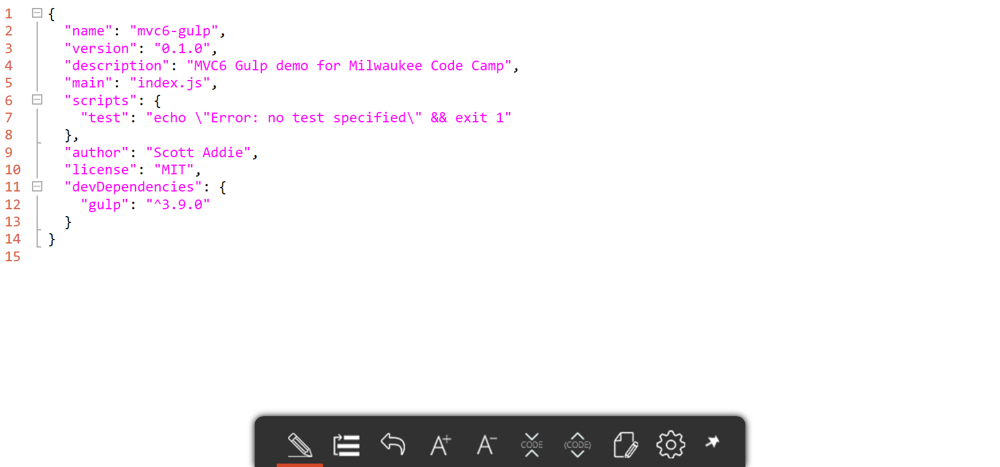 1 {
2 "name": "mvc6-gulp",
3 "version": "0.1.0",
4 "description": "MVC6 Gulp demo for Milwaukee Code Camp",
5 "main": "index.js",
6 "scripts": {
7 "test": "echo \"Error: no test specified\" && exit 1"
8 },
9 "author": "Scott Addie",
10 "license": "MIT",
11 "devDependencies": {
12 "gulp": "^3.9.0"
13 }
14 }
15
A+ A- CODE (CODE)